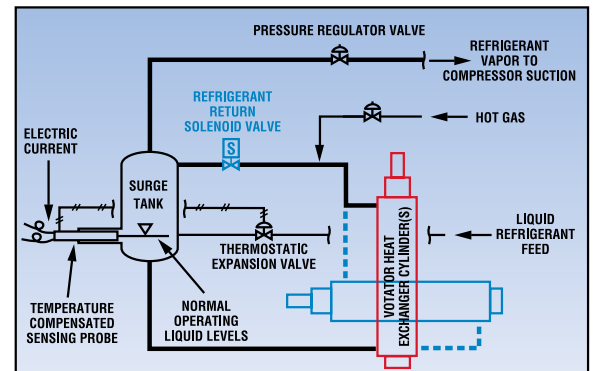 PRESSURE REGULATOR VALVE
REFRIGERANT
VAPOR TO
COMPRESSOR SUCTION
REFRIGERANT
RETURN
SOLENOID VALVE
S
HOT GAS
ELECTRIC
CURRENT
SURGE
TANK
THERMOSTATIC
EXPANSION VALVE
LIQUID
REFRIGERANT
FEED
VOTATOR HEAT
EXCHANGER CYLINDER(S)
TEMPERATURE
COMPENSATED
SENSING PROBE
NORMAL
OPERATING
LIQUID LEVELS